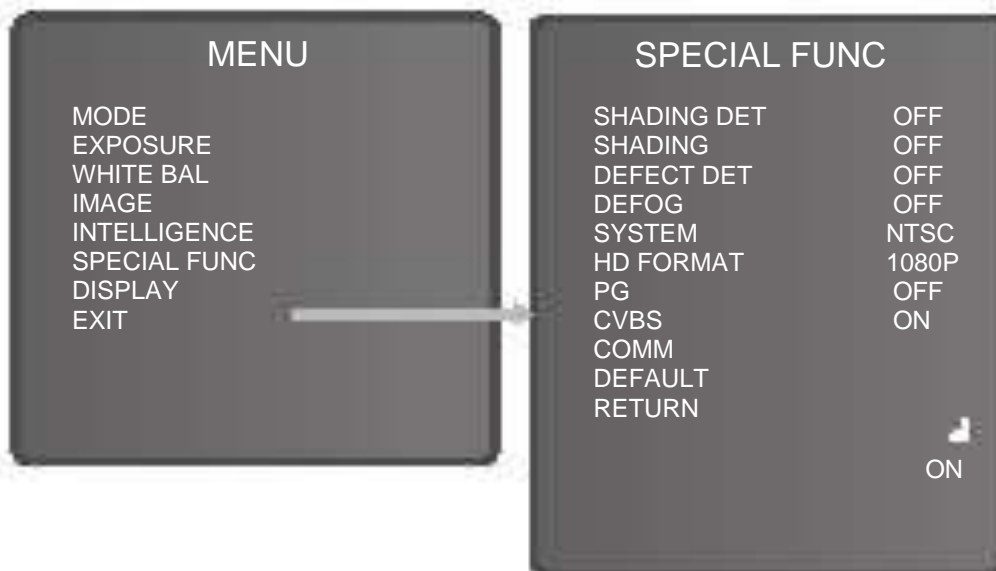 MENU
MODE
EXPOSURE
WHITE BAL
IMAGE
INTELLIGENCE
SPECIAL FUNC
DISPLAY
EXIT
SPECIAL FUNC
SHADING DET OFF
SHADING OFF
DEFECT DET OFF
DEFOG OFF
SYSTEM NTSC
HD FORMAT 1080P
PG OFF
CVBS ON
COMM
DEFAULT
RETURN
ON